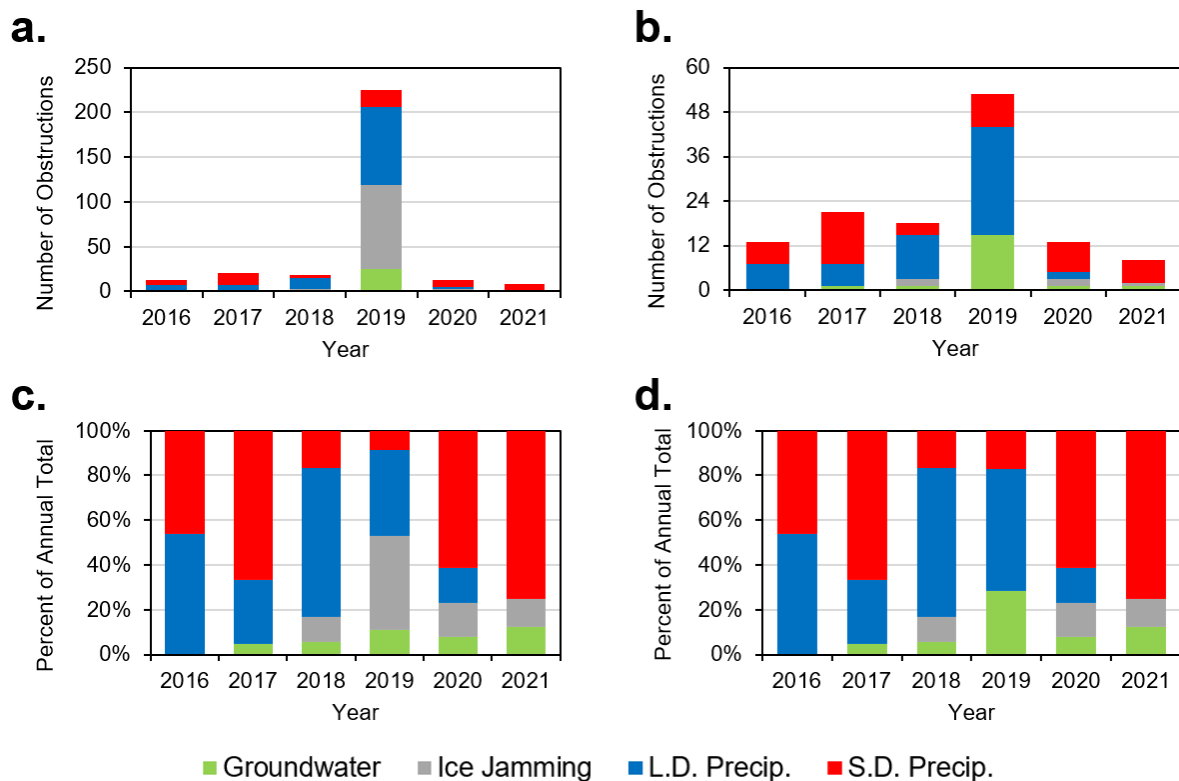 a.
250
200
150
100
50
0
Number of Obstructions
2016 2017 2018 2019 2020 2021
Year
b.
60
48
36
24
12
0
Number of Obstructions
2016 2017 2018 2019 2020 2021
Year
c.
100%
80%
60%
40%
20%
0%
Percent of Annual Total
2016 2017 2018 2019 2020 2021
Year
d.
100%
80%
60%
40%
20%
0%
Percent of Annual Total
2016 2017 2018 2019 2020 2021
Year
Groundwater Ice Jamming L.D. Precip. S.D. Precip.